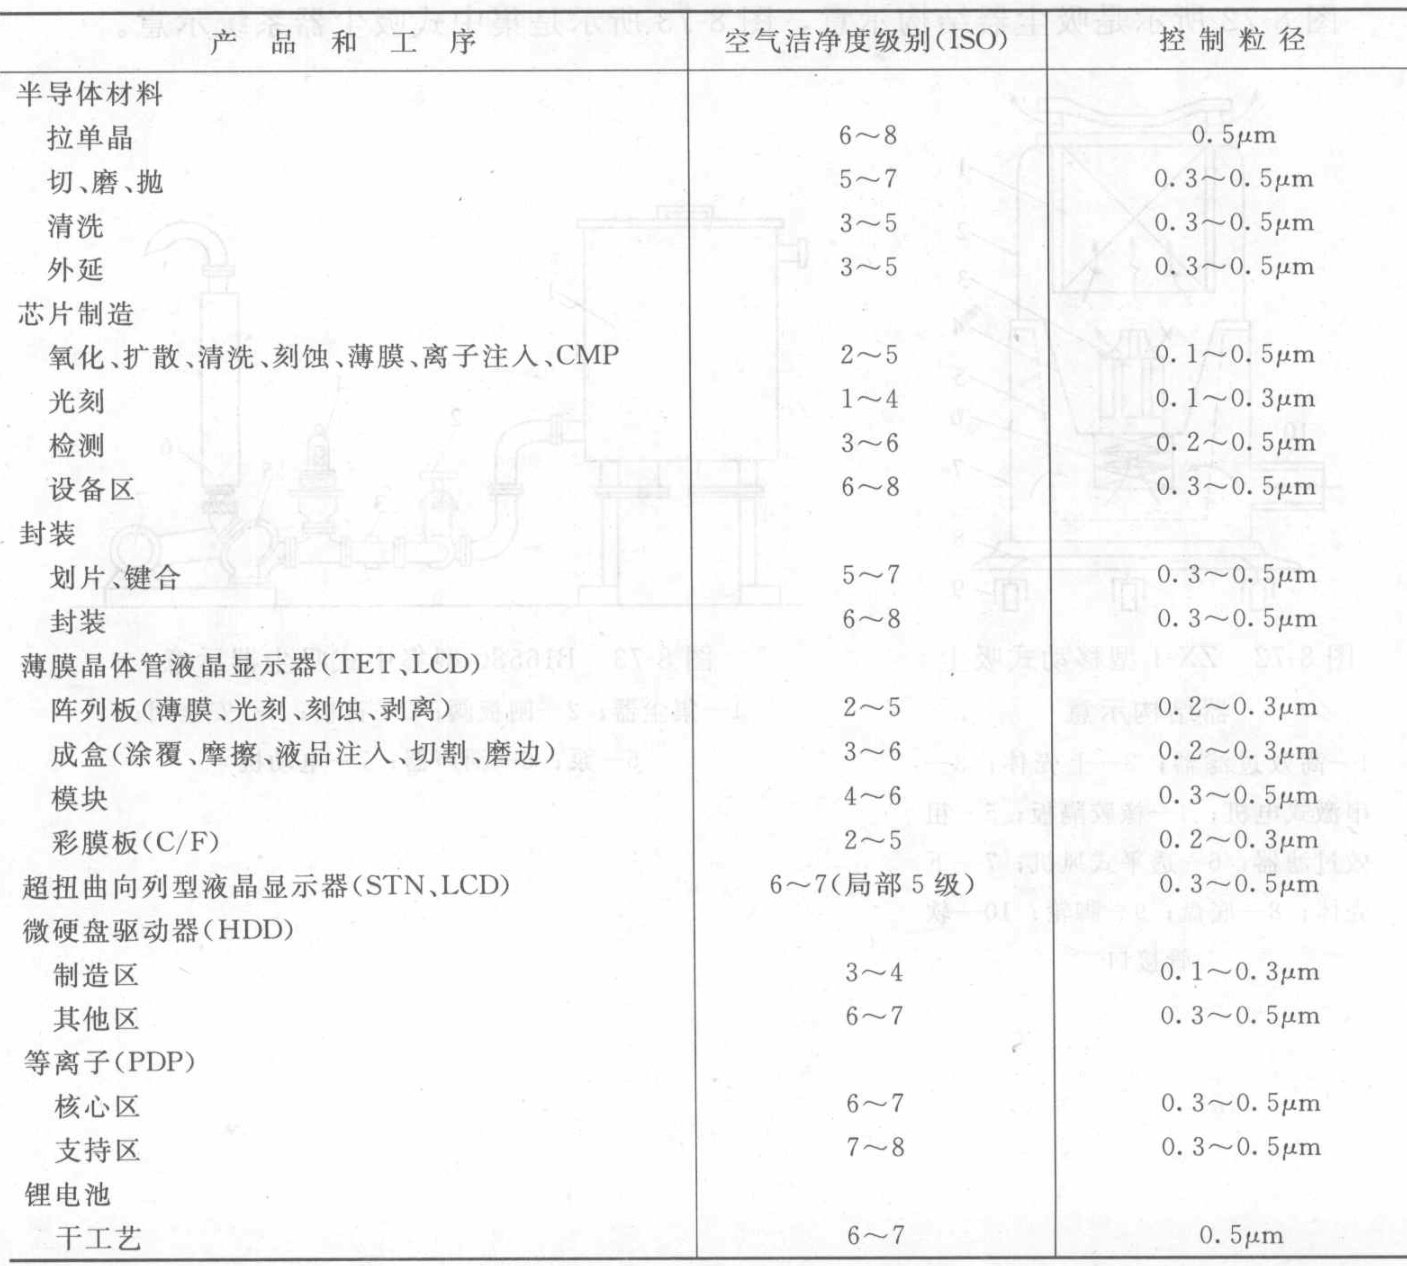 产品和工序 空气洁净度级别(ISO) 控制粒径
半导体材料
拉单晶 6～8 0.5μm
切、磨、抛 5～7 0.3～0.5μm
清洗 3～5 0.3～0.5μm
外延 3～5 0.3～0.5μm
芯片制造
氧化、扩散、清洗、刻蚀、薄膜、离子注入、CMP 2～5 0.1～0.5μm
光刻 1～4 0.1～0.3μm
检测 3～6 0.2～0.5μm
设备区 6～8 0.3～0.5μm
封装
划片、键合 5～7 0.3～0.5μm
封装 6～8 0.3～0.5μm
薄膜晶体管液晶显示器(TET、LCD)
阵列板(薄膜、光刻、刻蚀、剥离) 2～5 0.2～0.3μm
成盒(涂覆、摩擦、液品注入、切割、磨边) 3～6 0.2～0.3μm
模块 4～6 0.3～0.5μm
彩膜板(C/F) 2～5 0.2～0.3μm
超扭曲向列型液晶显示器(STN、LCD) 6～7(局部5级) 0.3～0.5μm
微硬盘驱动器(HDD)
制造区 3～4 0.1～0.3μm
其他区 6～7 0.3～0.5μm
等离子(PDP)
核心区 6～7 0.3～0.5μm
支持区 7～8 0.3～0.5μm
锂电池
干工艺 6～7 0.5μm